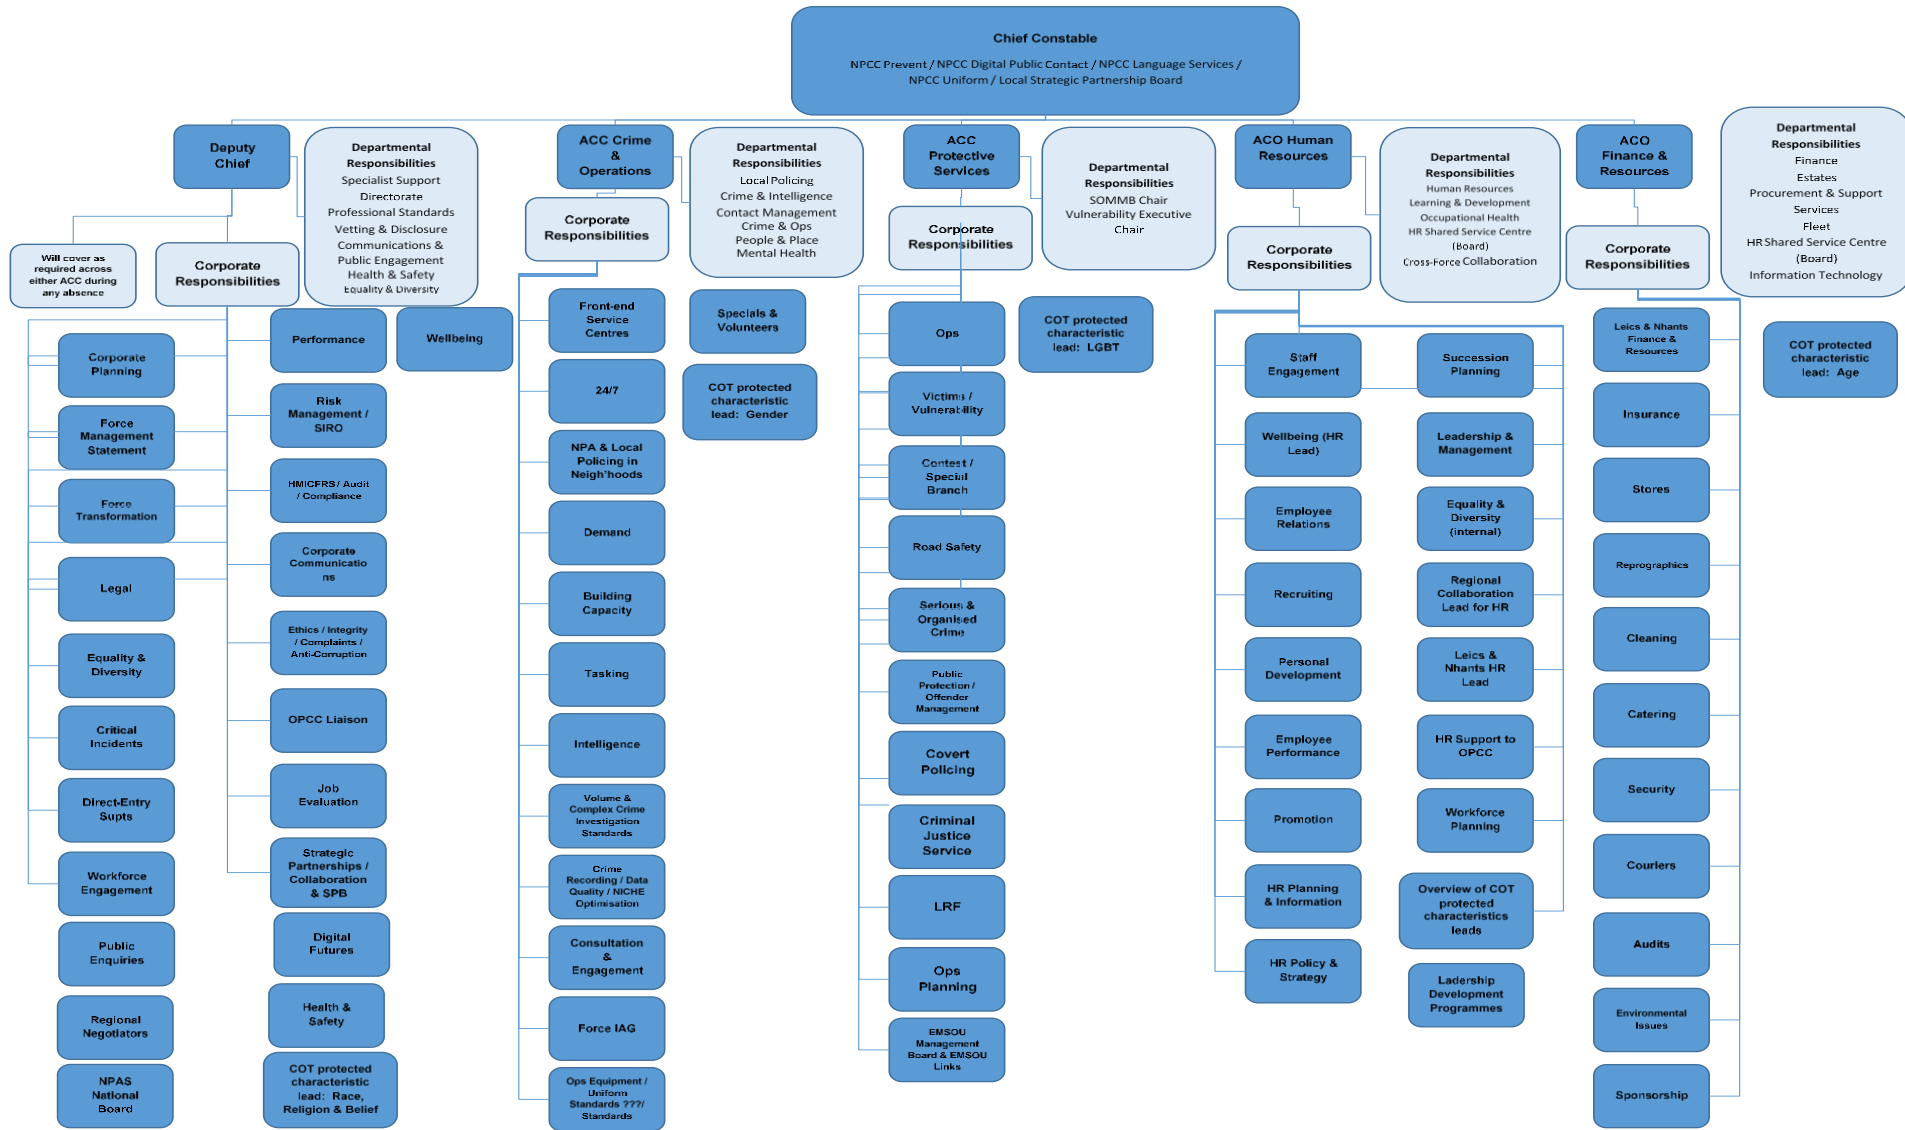 Chief Constable
NPCC Prevent / NPCC Digital Public Contact / NPCC Language Services /
NPCC Uniform / Local Strategic Partnership Board
Deputy
Chief
Departmental
Responsibilities
Specialist Support
Directorate
Professional Standards
Vetting & Disclosure
Communications &
Public Engagement
Health & Safety
Equality & Diversity
Will cover as
required across
either ACC during
any absence
Corporate
Responsibilities
Corporate
Planning
Force
Management
Statement
Force
Transformation
Legal
Equality &
Diversity
Critical
Incidents
Direct-Entry
Supts
Workforce
Engagement
Public
Enquiries
Regional
Negotiators
NPAS
National
Board
Performance
Wellbeing
Risk
Management /
SIRO
HMICFRS / Audit
/ Compliance
Corporate
Communicatio
ns
Ethics / Integrity
/ Complaints /
Anti-Corruption
OPCC Liaison
Job
Evaluation
Strategic
Partnerships /
Collaboration
& SPB
Digital
Futures
Health &
Safety
COT protected
characteristic
lead:  Race,
Religion & Belief
ACC Crime
&
Operations
Departmental
Responsibilities
Local Policing
Crime & Intelligence
Contact Management
Crime & Ops
People & Place
Mental Health
Corporate
Responsibilities
Front-end
Service
Centres
24/7
NPA & Local
Policing in
Neigh'hoods
Demand
Building
Capacity
Tasking
Intelligence
Volume &
Complex Crime
Investigation
Standards
Crime
Recording / Data
Quality / NICHE
Optimisation
Consultation
&
Engagement
Force IAG
Ops Equipment /
Uniform
Standards ???/
Standards
Specials &
Volunteers
COT protected
characteristic
lead:  Gender
ACC
Protective
Services
Departmental
Responsibilities
SOMMB Chair
Vulnerability Executive
Chair
Corporate
Responsibilities
Ops
Victims /
Vulnerability
Contest /
Special
Branch
Road Safety
Serious &
Organised
Crime
Public
Protection /
Offender
Management
Covert
Policing
Criminal
Justice
Service
LRF
Ops
Planning
EMSOU
Management
Board & EMSOU
Links
COT protected
characteristic
lead:  LGBT
ACO Human
Resources
Departmental
Responsibilities
Human Resources
Learning & Development
Occupational Health
HR Shared Service Centre
(Board)
Cross-Force Collaboration
Corporate
Responsibilities
Staff
Engagement
Wellbeing (HR
Lead)
Employee
Relations
Recruiting
Personal
Development
Employee
Performance
Promotion
HR Planning
& Information
HR Policy &
Strategy
Succession
Planning
Leadership &
Management
Equality &
Diversity
(internal)
Regional
Collaboration
Lead for HR
Leics &
Nhants HR
Lead
HR Support to
OPCC
Workforce
Planning
Overview of COT
protected
characteristics
leads
Ladership
Development
Programmes
ACO
Finance &
Resources
Departmental
Responsibilities
Finance
Estates
Procurement & Support
Services
Fleet
HR Shared Service Centre
(Board)
Information Technology
Corporate
Responsibilities
Leics & Nhants
Finance &
Resources
Insurance
Stores
Reprographics
Cleaning
Catering
Security
Couriers
Audits
Environmental
Issues
Sponsorship
COT protected
characteristic
lead:  Age